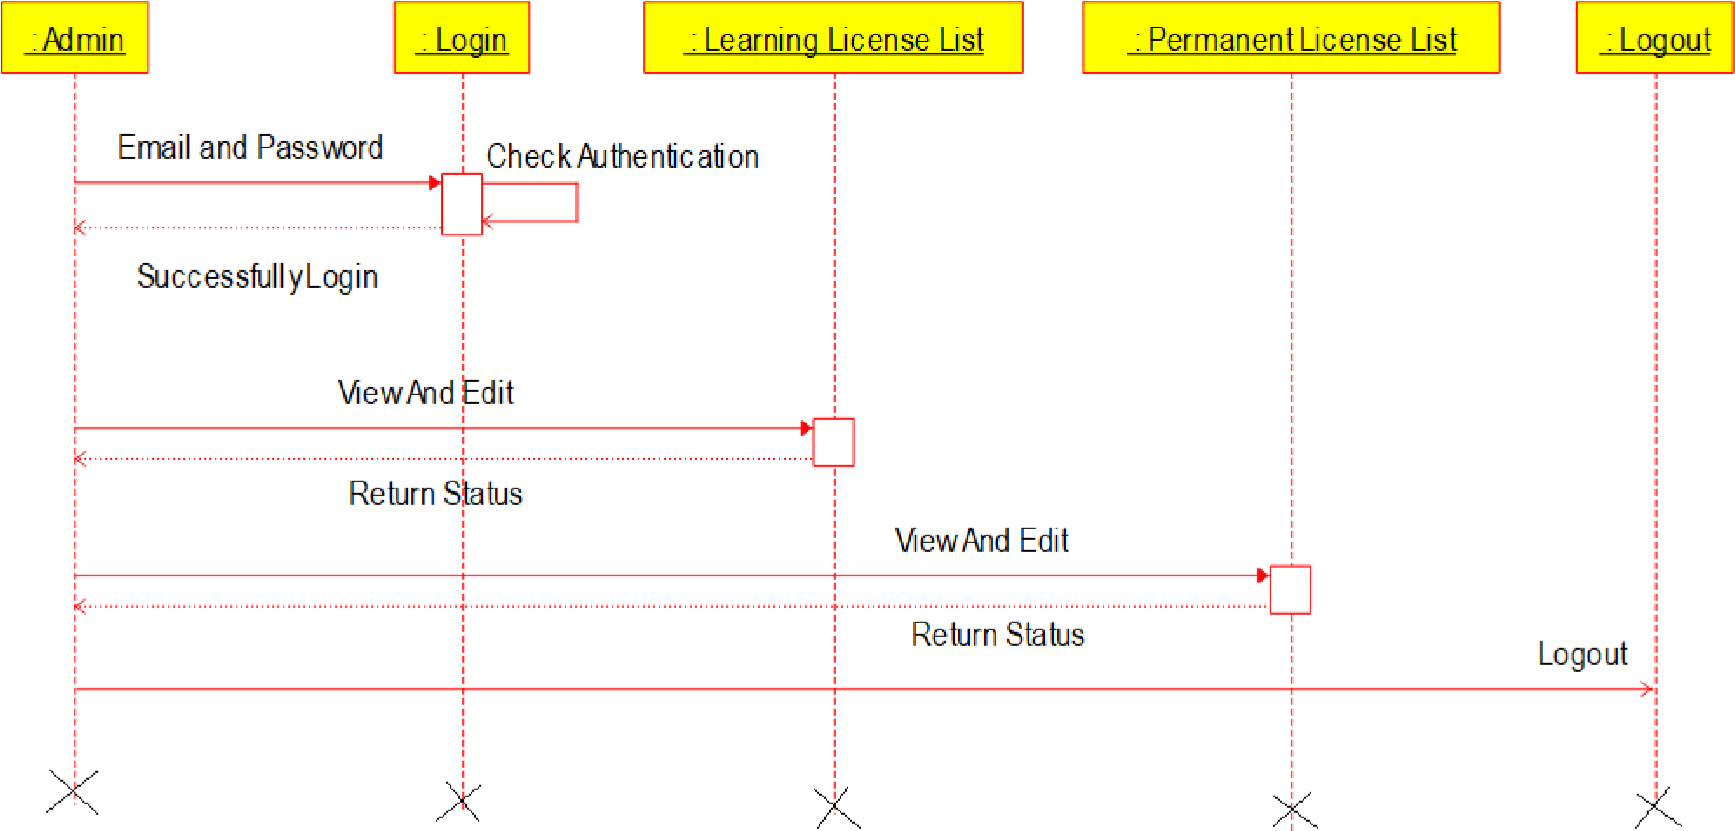 : Admin
: Login
: Learning License List
: Permanent License List
: Logout
Email and Password
Check Authentication
Successfully Login
View And Edit
Return Status
View And Edit
Return Status
Logout